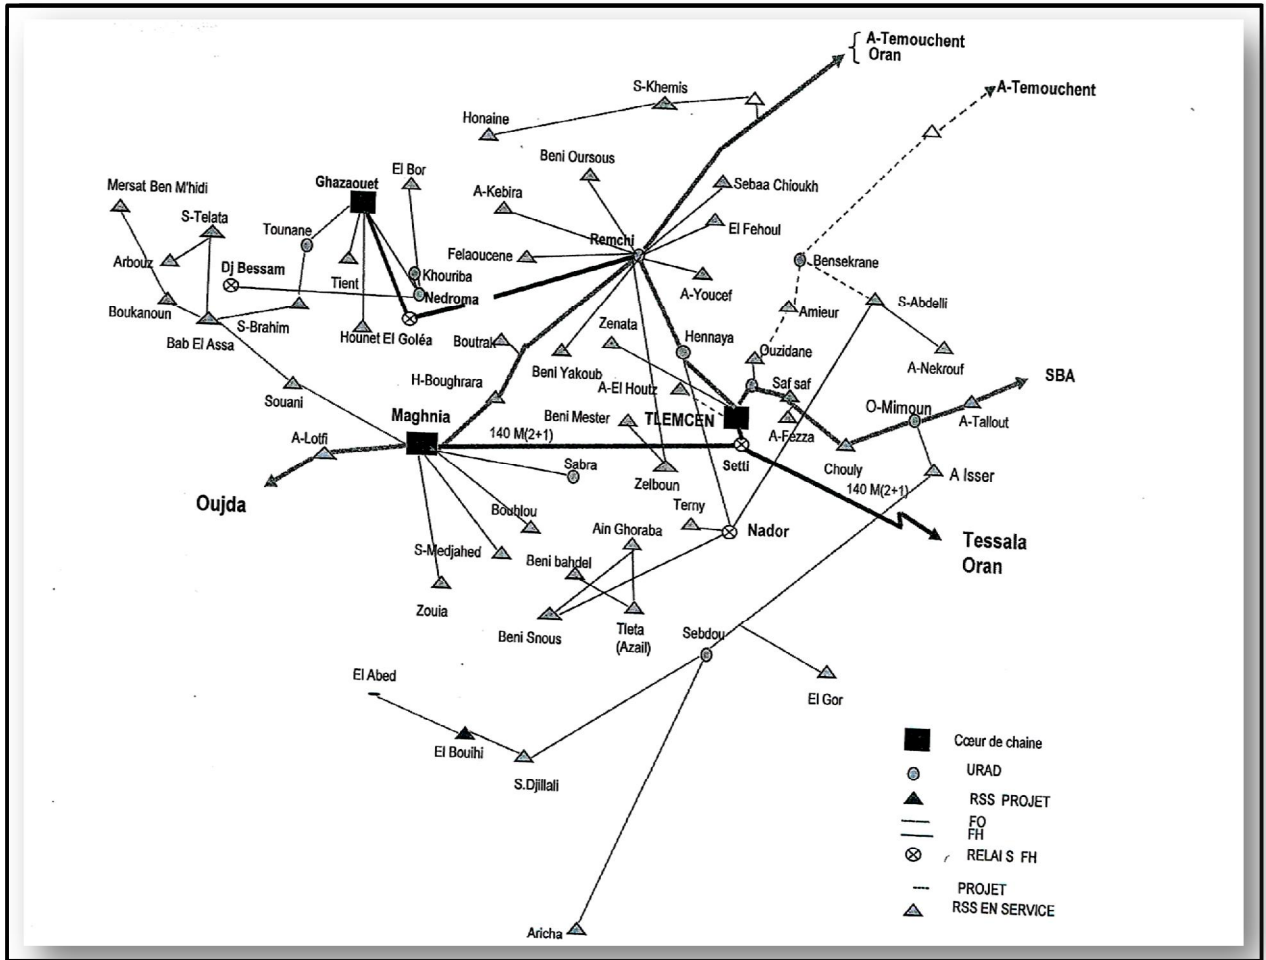 A-Temouchent
Oran
A-Temouchent
S-Khemis
Honaine
Beni Oursous
El Bor
Ghazaouet
Mersat Ben M'hidi
A-Kebira
Sebaa Chioukh
S-Telata
Tounane
El Fehoul
Remchi
Felaoucene
Arbouz
Dj Bessam
Khouriba
Bensekrane
Tient
A-Youcef
Nedroma
Boukanoun
S-Brahim
S-Abdelli
Amieur
Zenata
Hounet
El Goléa
Hennaya
Bab El Assa
Boutrak
Ouzidane
Beni Yakoub
A-Nekrouf
H-Boughrara
A-El Houtz
Saf saf
SBA
Souani
O-Mimoun
Maghnia
Beni Mester
TLEMCEN
A-Tallout
140 M(2+1)
A-Fezza
A-Lotfi
Sabra
Setti
Chouly
A Isser
Zelboun
140 M(2+1)
Oujda
Terny
Bouhlou
Ain Ghoraba
Nador
Tessala
Oran
S-Medjahed
Beni bahdel
Zouia
Beni Snous
Tleta
(Azail)
Sebdou
El Abed
El Gor
El Bouihi
S.Djillali
Cœur de chaine
URAD
RSS PROJET
FO
FH
RELAI S FH
PROJET
RSS EN SERVICE
Aricha